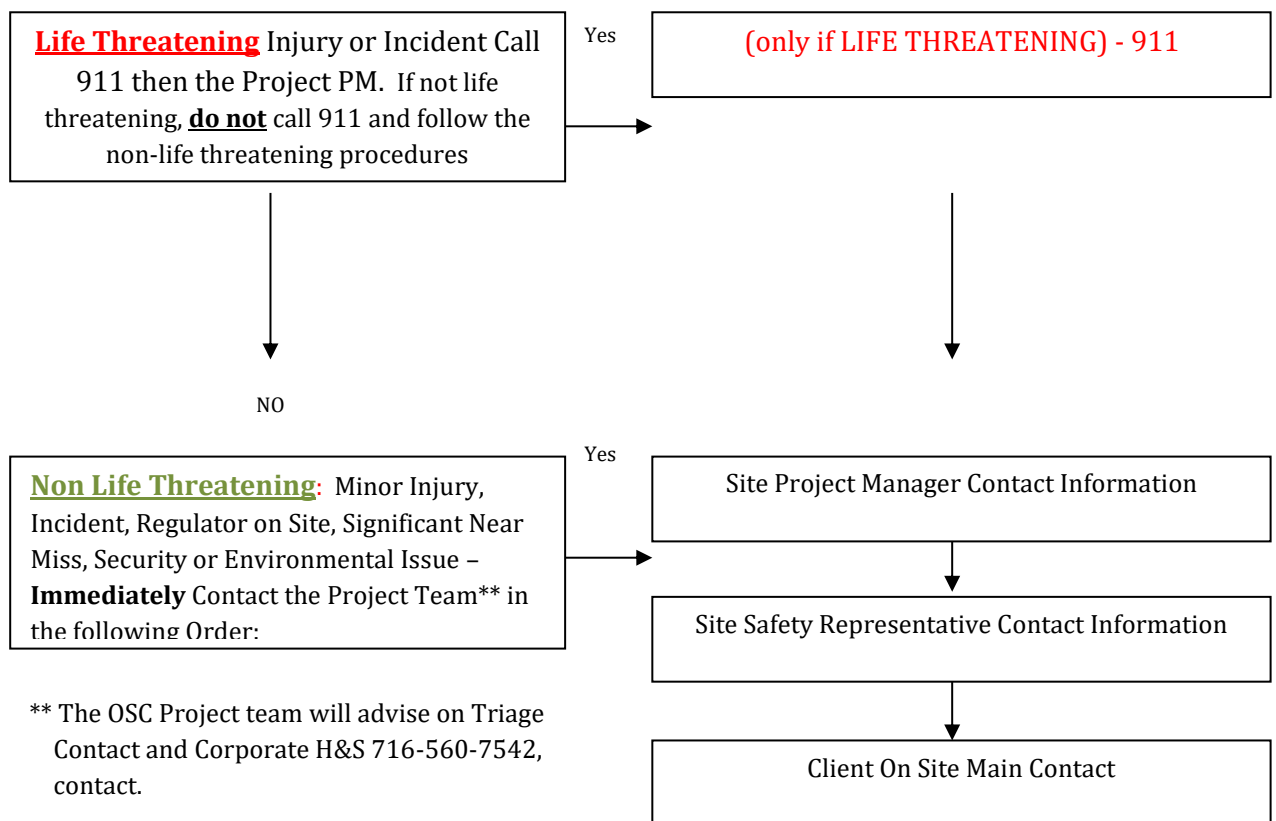 Life Threatening Injury or Incident Call
911 then the Project PM. If not life
threatening, do not call 911 and follow the
non-life threatening procedures
Yes
(only if LIFE THREATENING) - 911
NO
Non Life Threatening: Minor Injury,
Incident, Regulator on Site, Significant Near
Miss, Security or Environmental Issue –
Immediately Contact the Project Team** in
the following Order:
Yes
Site Project Manager Contact Information
Site Safety Representative Contact Information
Client On Site Main Contact
** The OSC Project team will advise on Triage
Contact and Corporate H&S 716-560-7542,
contact.